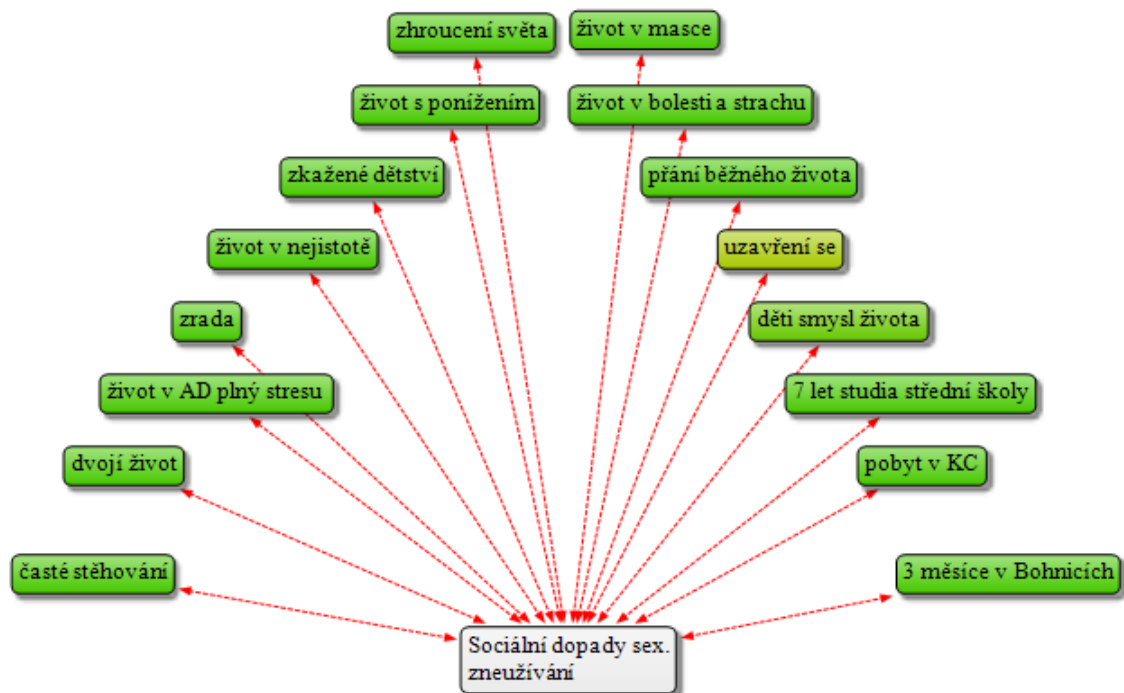 zhroucení světa
život v masce
život s ponížením
život v bolesti a strachu
zkažené dětství
přání běžného života
život v nejistotě
uzavření se
zrada
děti smysl života
život v AD plný stresu
7 let studia střední školy
dvojí život
pobyt v KC
časté stěhování
3 měsíce v Bohnicích
Sociální dopady sex.
zneužívání